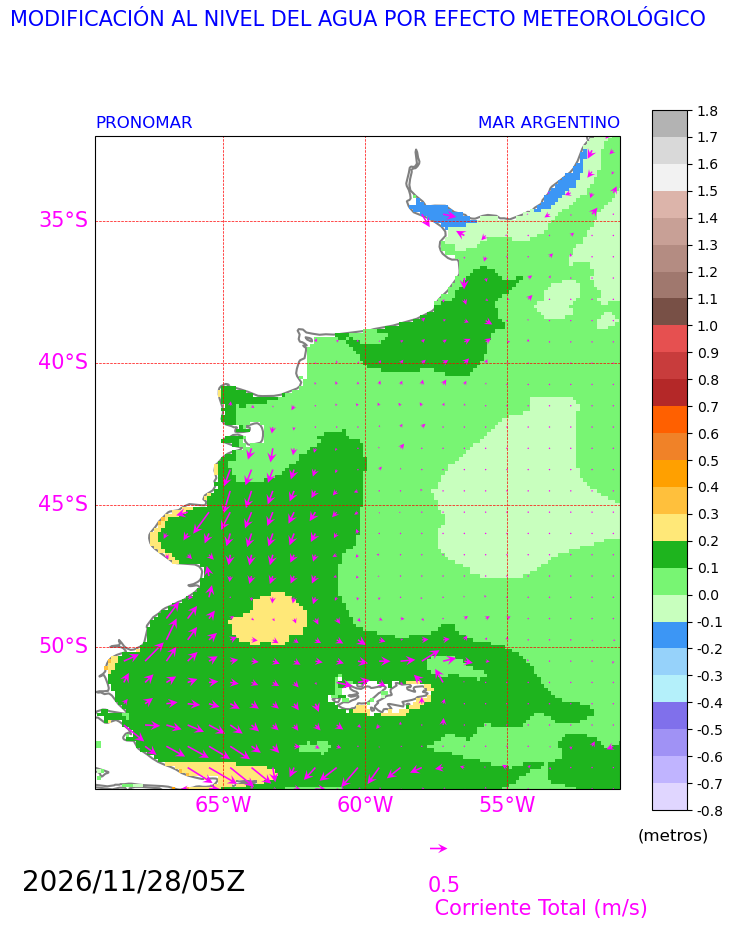 MODIFICACIÓN AL NIVEL DEL AGUA POR EFECTO METEOROLÓGICO
PRONOMAR MAR ARGENTINO
35°S
40°S
45°S
50°S
65°W 60°W 55°W
1.8
1.7
1.6
1.5
1.4
1.3
1.2
1.1
1.0
0.9
0.8
0.7
0.6
0.5
0.4
0.3
0.2
0.1
0.0
-0.1
-0.2
-0.3
-0.4
-0.5
-0.6
-0.7
-0.8
(metros)
2026/11/28/05Z
0.5
Corriente Total (m/s)